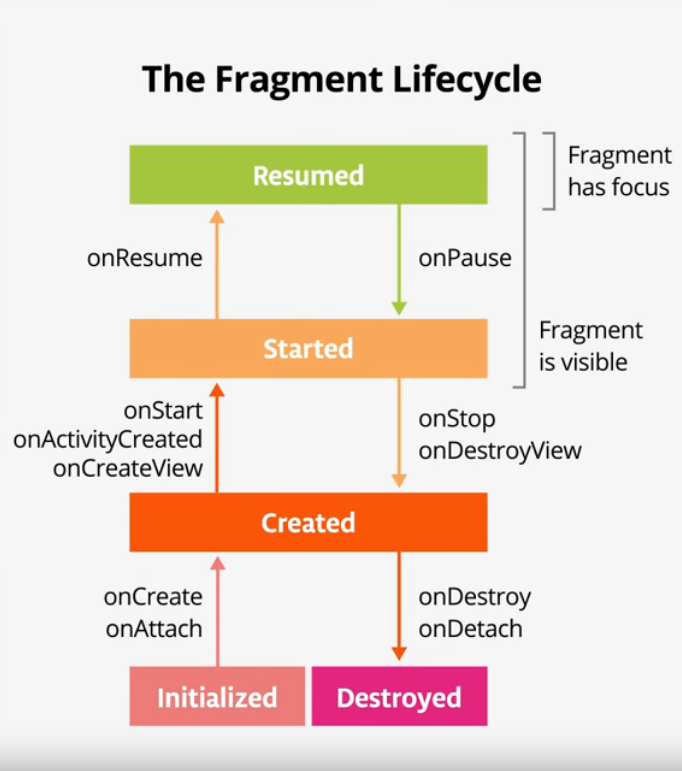 The Fragment Lifecycle
Resumed
Fragment
has focus
onResume
onPause
Started
Fragment
is visible
onStart
onActivityCreated
onCreateView
onStop
onDestroyView
Created
onCreate
onAttach
onDestroy
onDetach
Initialized
Destroyed